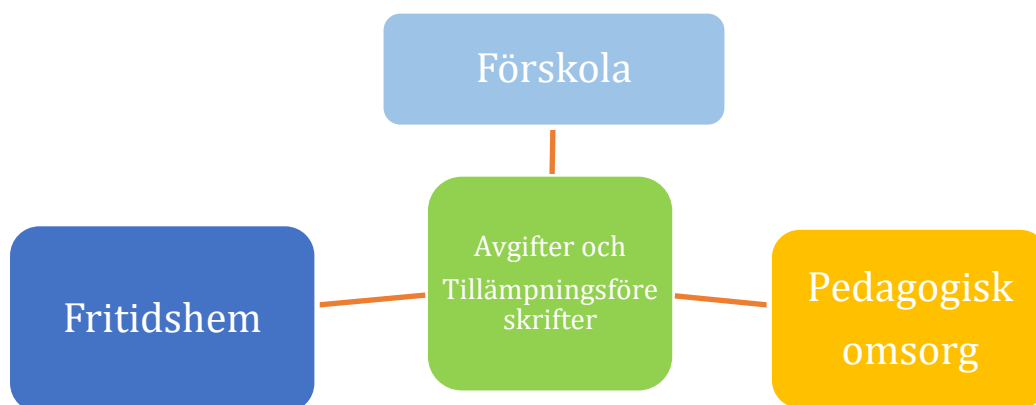 Förskola
Avgifter och
Tillämpningsföre
skrifter
Fritidshem
Pedagogisk
omsorg